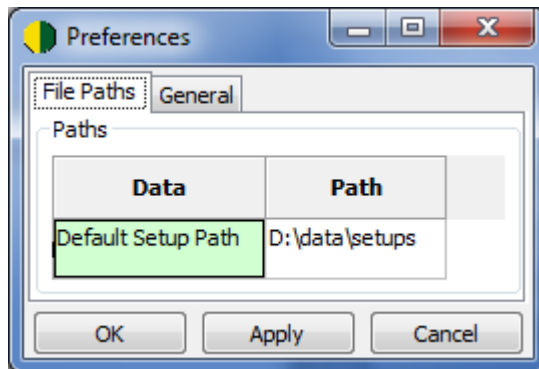 Preferences
File Paths General
Paths
Data Path
Default Setup Path D:\data\setups
OK Apply Cancel